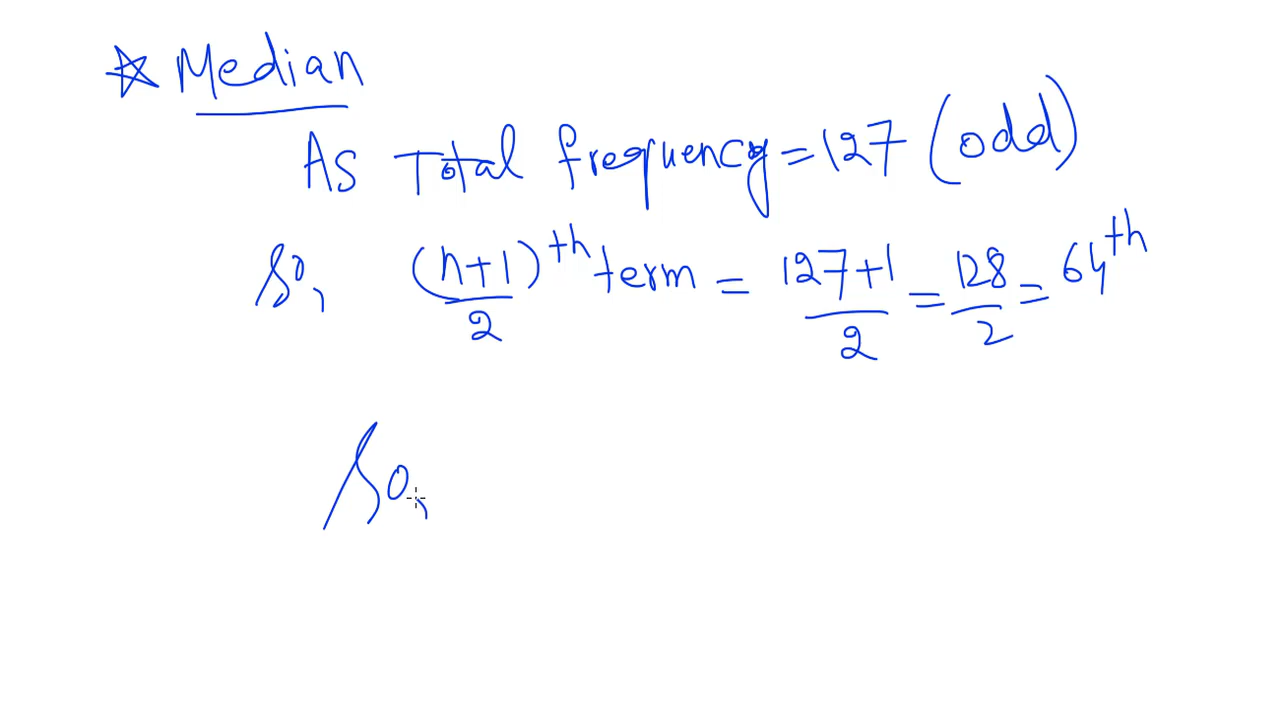 ☆ Median
As Total frequency = 127 (odd)
So, (n+1)/2 th term = 127+1/2 = 128/2 = 64th
So,